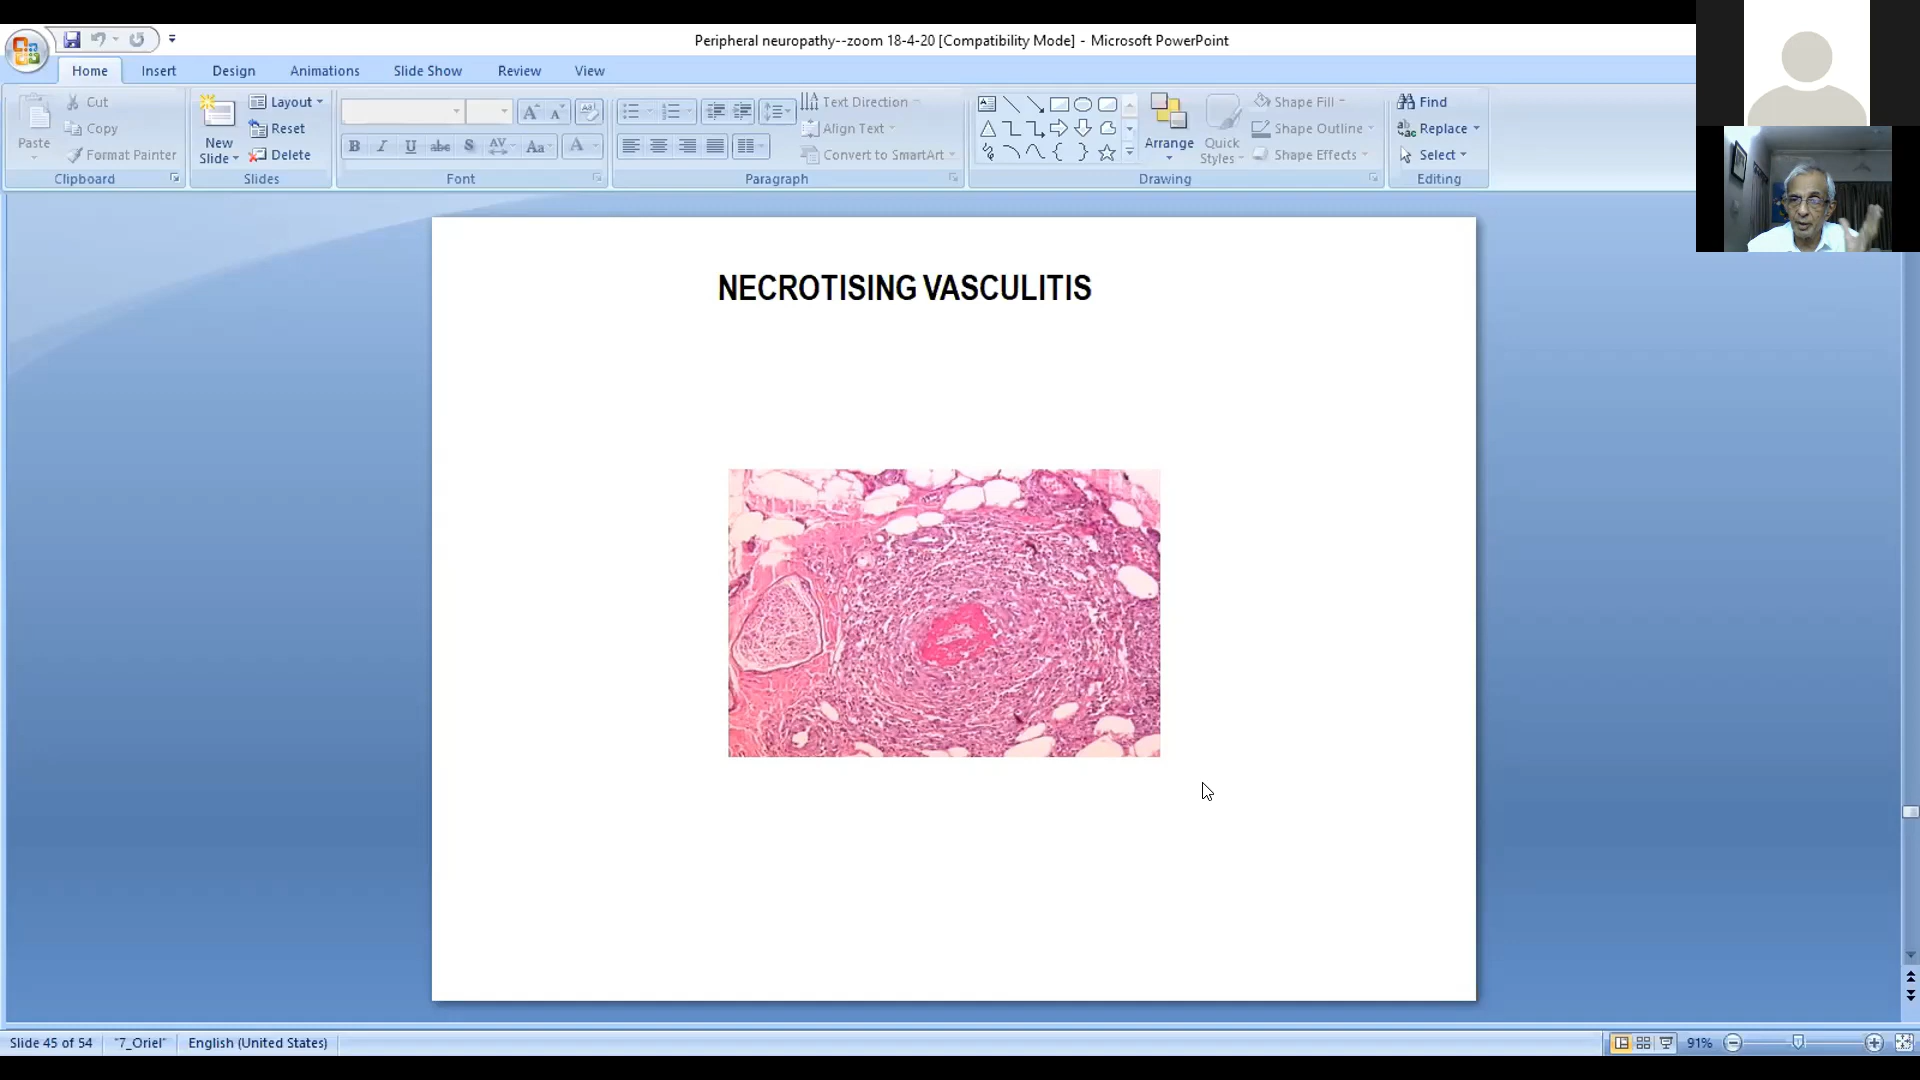 Peripheral neuropathy--zoom 18-4-20 [Compatibility Mode] - Microsoft PowerPoint
Home Insert Design Animations Slide Show Review View
Paste
Cut
Copy
Format Painter
Clipboard
New Slide
Layout
Reset
Delete
Slides
B I U abc S AV Aa A
Font
Text Direction
Align Text
Convert to SmartArt
Paragraph
Arrange
Quick Styles
Shape Fill
Shape Outline
Shape Effects
Drawing
Find
Replace
Select
Editing
NECROTISING VASCULITIS
Slide 45 of 54 "7_Oriel" English (United States) 91%